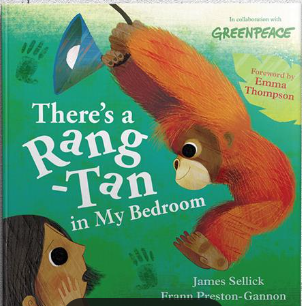 In collaboration with
GREENPEACE
Foreword by
Emma
Thompson
There's a
Rang
-Tan
in My Bedroom
James Sellick
Frann Preston-Gannon